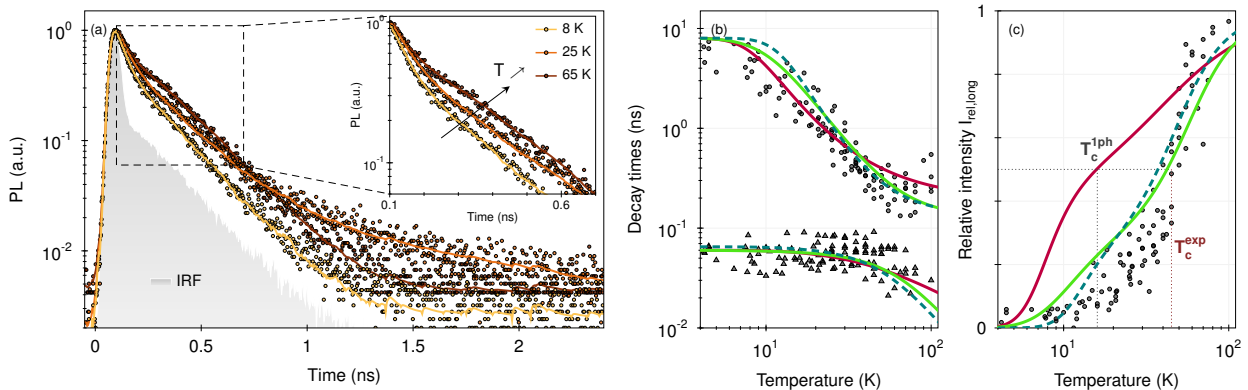 (a)
10^0
10^-1
10^-2
PL (a.u.)
0
0.5
1
1.5
2
Time (ns)
IRF
10^0
10^-1
PL (a.u.)
0.1
0.6
Time (ns)
T
8 K
25 K
65 K
(b)
10^1
10^0
10^-1
10^-2
Decay times (ns)
10^1
10^2
Temperature (K)
(c)
1
0
Relative intensity I_rel,long
T_c^1ph
T_c^exp
10^1
10^2
Temperature (K)